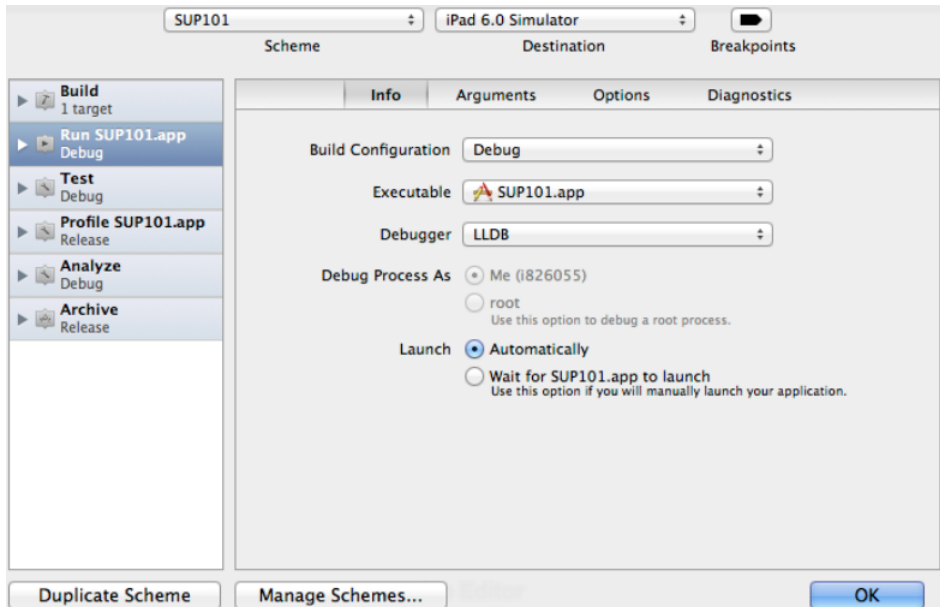 SUP101
iPad 6.0 Simulator
Scheme
Destination
Breakpoints
Build
1 target
Run SUP101.app
Debug
Test
Debug
Profile SUP101.app
Release
Analyze
Debug
Archive
Release
Info
Arguments
Options
Diagnostics
Build Configuration
Debug
Executable
SUP101.app
Debugger
LLDB
Debug Process As
Me (i826055)
root
Use this option to debug a root process.
Launch
Automatically
Wait for SUP101.app to launch
Use this option if you will manually launch your application.
Duplicate Scheme
Manage Schemes...
Editor
OK